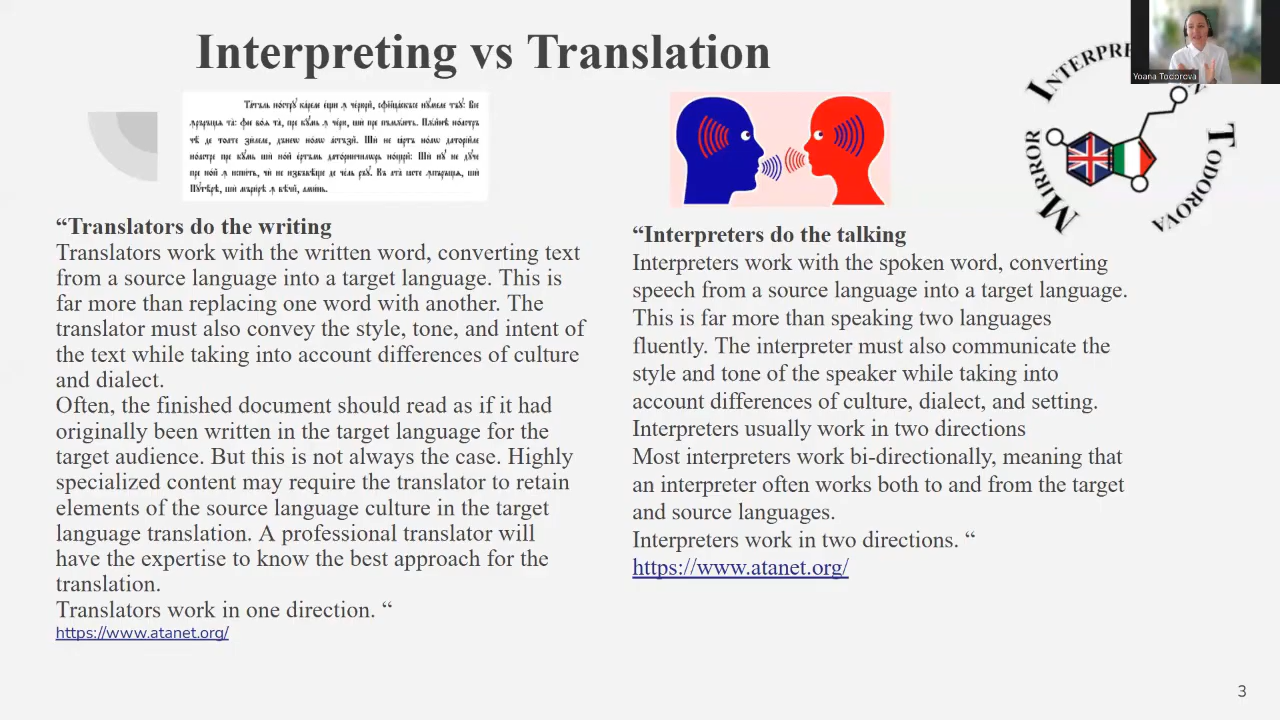 Interpreting vs Translation
INTERPRE
Yoana Todorova
MIRROR
TODOROVA
“Translators do the writing
Translators work with the written word, converting text
from a source language into a target language. This is
far more than replacing one word with another. The
translator must also convey the style, tone, and intent of
the text while taking into account differences of culture
and dialect.
Often, the finished document should read as if it had
originally been written in the target language for the
target audience. But this is not always the case. Highly
specialized content may require the translator to retain
elements of the source language culture in the target
language translation. A professional translator will
have the expertise to know the best approach for the
translation.
Translators work in one direction. “
https://www.atanet.org/
“Interpreters do the talking
Interpreters work with the spoken word, converting
speech from a source language into a target language.
This is far more than speaking two languages
fluently. The interpreter must also communicate the
style and tone of the speaker while taking into
account differences of culture, dialect, and setting.
Interpreters usually work in two directions
Most interpreters work bi-directionally, meaning that
an interpreter often works both to and from the target
and source languages.
Interpreters work in two directions. “
https://www.atanet.org/
3